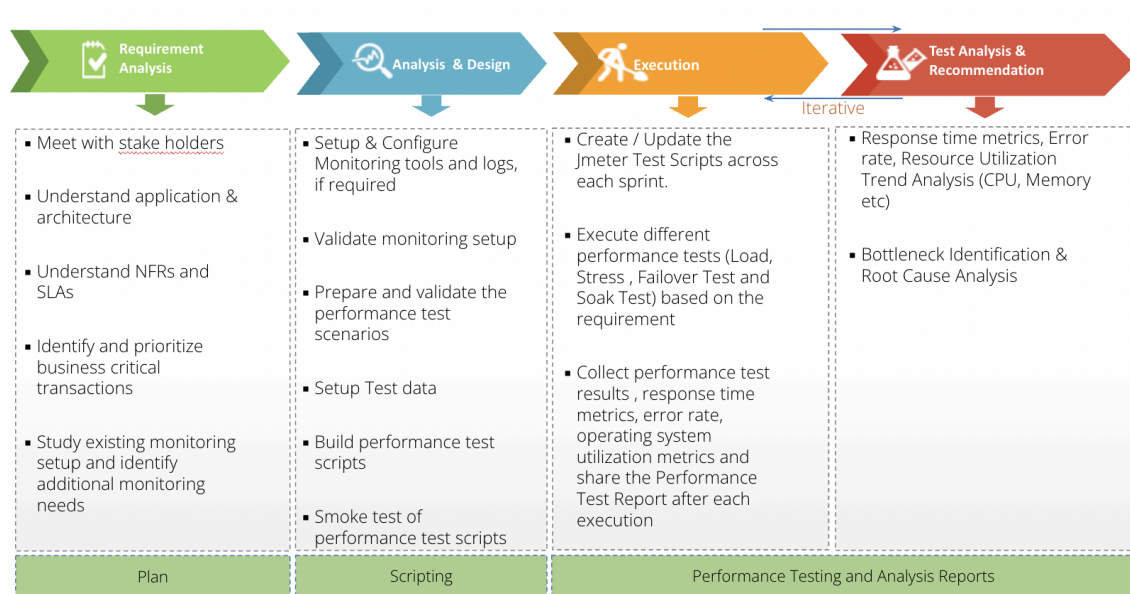 Requirement
Analysis
Analysis & Design
Execution
Test Analysis &
Recommendation
Iterative
▪ Meet with stake holders
▪ Understand application &
architecture
▪ Understand NFRs and
SLAs
▪ Identify and prioritize
business critical
transactions
▪ Study existing monitoring
setup and identify
additional monitoring
needs
▪ Setup & Configure
Monitoring tools and logs,
if required
▪ Validate monitoring setup
▪ Prepare and validate the
performance test
scenarios
▪ Setup Test data
▪ Build performance test
scripts
▪ Smoke test of
performance test scripts
▪ Create / Update the
Jmeter Test Scripts across
each sprint.
▪ Execute different
performance tests (Load,
Stress , Failover Test and
Soak Test) based on the
requirement
▪ Collect performance test
results , response time
metrics, error rate,
operating system
utilization metrics and
share the Performance
Test Report after each
execution
▪ Response time metrics, Error
rate, Resource Utilization
Trend Analysis (CPU, Memory
etc)
▪ Bottleneck Identification &
Root Cause Analysis
Plan
Scripting
Performance Testing and Analysis Reports